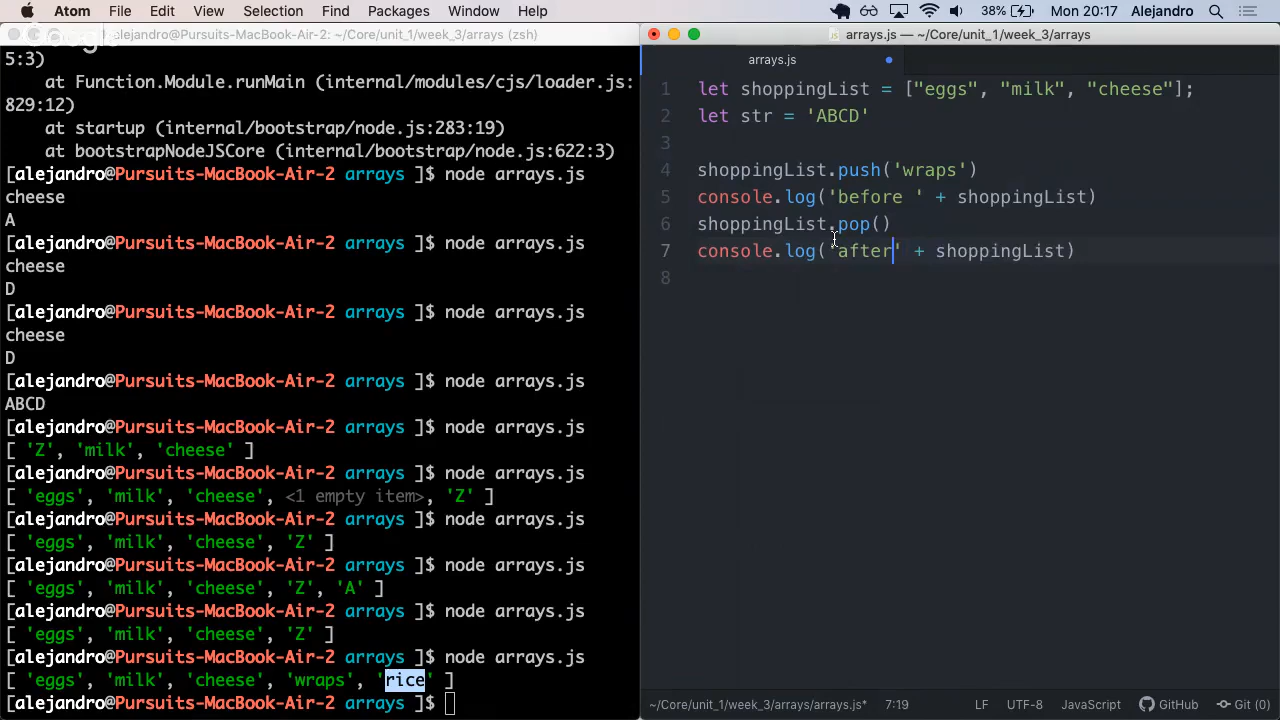 Atom File Edit View Selection Find Packages Window Help 38% Mon 20:17 Alejandro
Google
alejandro@Pursuits-MacBook-Air-2: ~/Core/unit_1/week_3/arrays (zsh)
5:3)
at Function.Module.runMain (internal/modules/cjs/loader.js:
829:12)
at startup (internal/bootstrap/node.js:283:19)
at bootstrapNodeJSCore (internal/bootstrap/node.js:622:3)
[alejandro@Pursuits-MacBook-Air-2 arrays ]$ node arrays.js
cheese
A
[alejandro@Pursuits-MacBook-Air-2 arrays ]$ node arrays.js
cheese
D
[alejandro@Pursuits-MacBook-Air-2 arrays ]$ node arrays.js
cheese
D
[alejandro@Pursuits-MacBook-Air-2 arrays ]$ node arrays.js
ABCD
[alejandro@Pursuits-MacBook-Air-2 arrays ]$ node arrays.js
[ 'Z', 'milk', 'cheese' ]
[alejandro@Pursuits-MacBook-Air-2 arrays ]$ node arrays.js
[ 'eggs', 'milk', 'cheese', <1 empty item>, 'Z' ]
[alejandro@Pursuits-MacBook-Air-2 arrays ]$ node arrays.js
[ 'eggs', 'milk', 'cheese', 'Z' ]
[alejandro@Pursuits-MacBook-Air-2 arrays ]$ node arrays.js
[ 'eggs', 'milk', 'cheese', 'Z', 'A' ]
[alejandro@Pursuits-MacBook-Air-2 arrays ]$ node arrays.js
[ 'eggs', 'milk', 'cheese', 'Z' ]
[alejandro@Pursuits-MacBook-Air-2 arrays ]$ node arrays.js
[ 'eggs', 'milk', 'cheese', 'wraps', 'rice' ]
[alejandro@Pursuits-MacBook-Air-2 arrays ]$
arrays.js — ~/Core/unit_1/week_3/arrays
arrays.js
1 let shoppingList = ["eggs", "milk", "cheese"];
2 let str = 'ABCD'
3
4 shoppingList.push('wraps')
5 console.log('before ' + shoppingList)
6 shoppingList.pop()
7 console.log('after' + shoppingList)
8
~/Core/unit_1/week_3/arrays/arrays.js* 7:19 LF UTF-8 JavaScript GitHub Git (0)